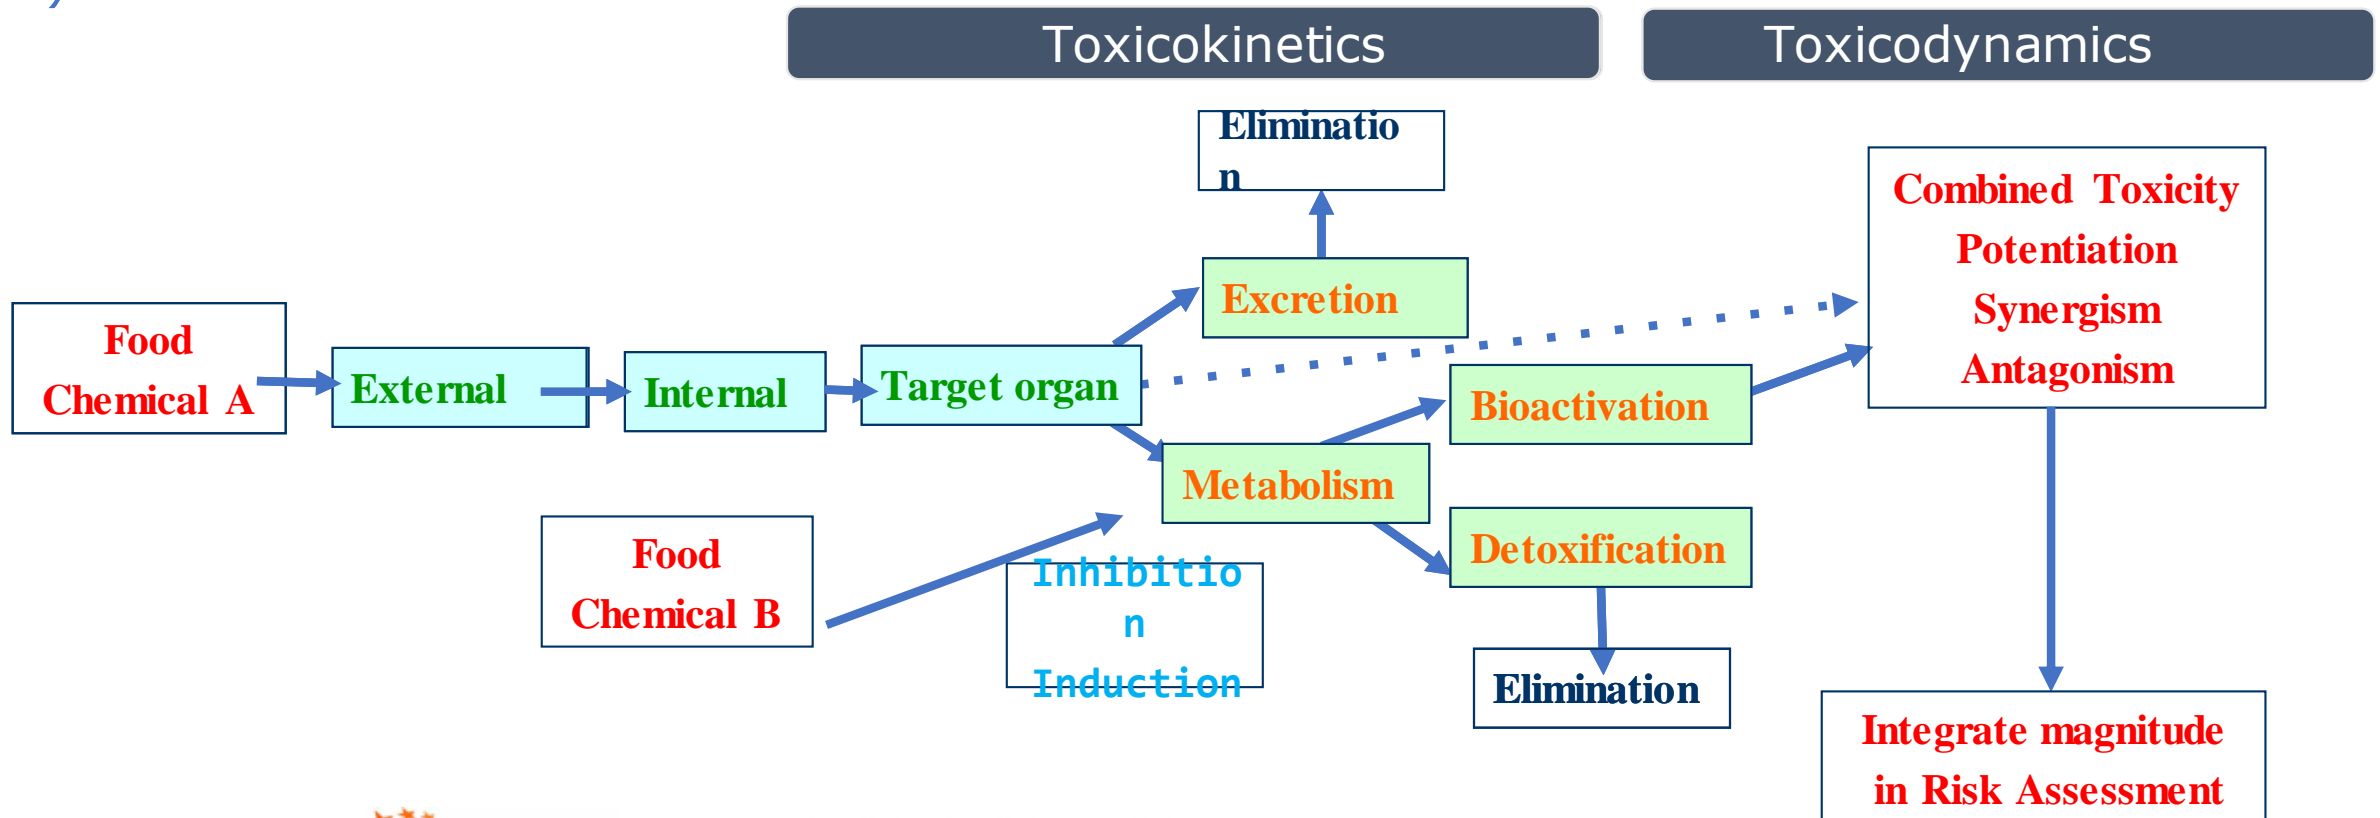 Toxicokinetics
Toxicodynamics
Eliminatio
n
Combined Toxicity
Potentiation
Synergism
Antagonism
Excretion
Food
Chemical A
External
Internal
Target organ
Bioactivation
Metabolism
Food
Chemical B
Inhibitio
n
Induction
Detoxification
Elimination
Integrate magnitude
in Risk Assessment